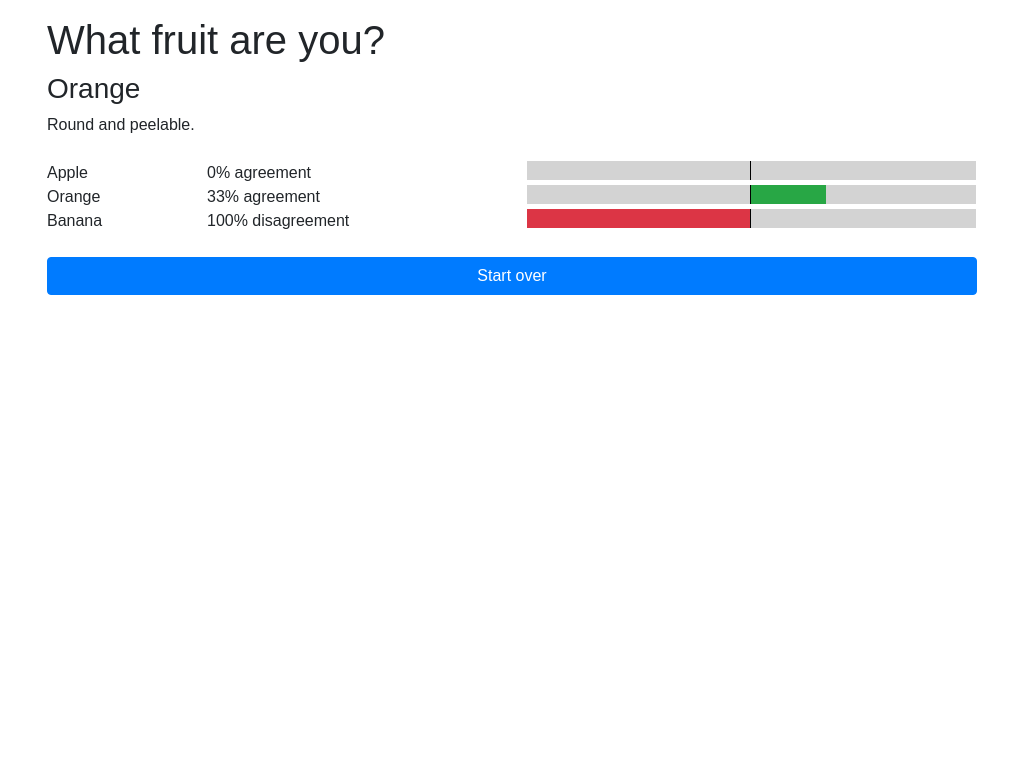 What fruit are you?
Orange
Round and peelable.
Apple 0% agreement
Orange 33% agreement
Banana 100% disagreement
Start over